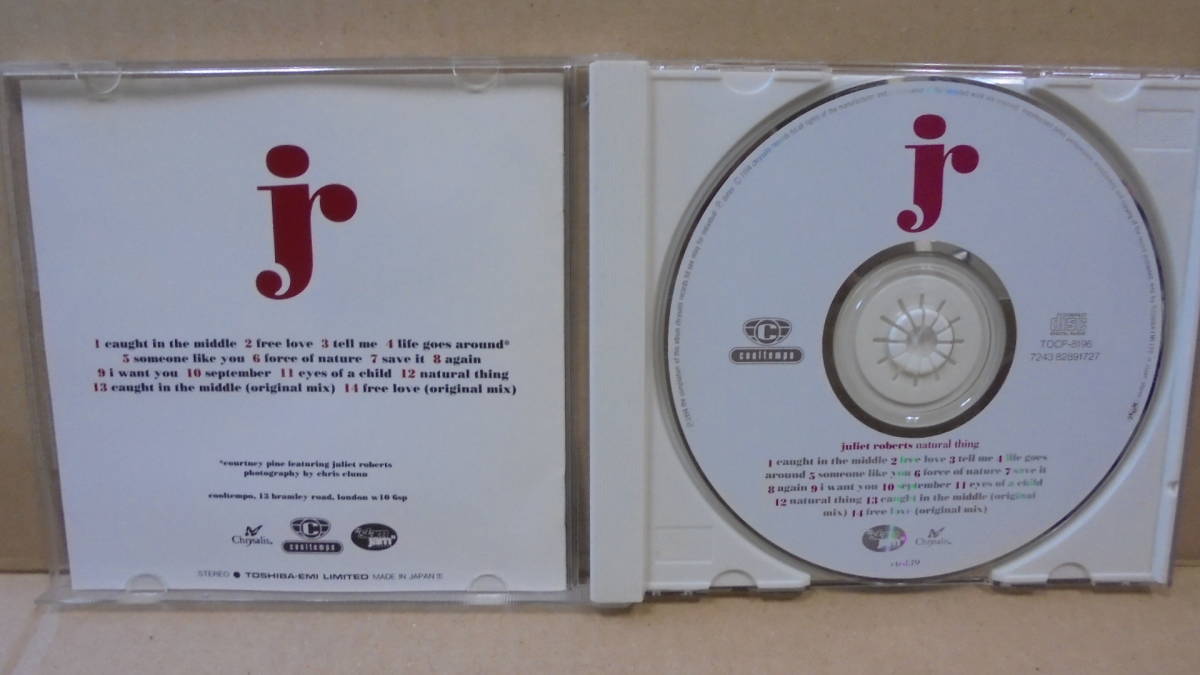 jr
1 caught in the middle 2 free love 3 tell me 4 life goes around*
5 someone like you 6 force of nature 7 save it 8 again
9 i want you 10 september 11 eyes of a child 12 natural thing
13 caught in the middle (original mix) 14 free love (original mix)
*courtney pine featuring juliet roberts
photography by chris clunn
cooltempo, 13 bramley road, london w10 6sp
Chrysalis
C
cooltempo
STEREO ● TOSHIBA-EMI LIMITED MADE IN JAPAN
jr
C
cooltempo
COMPACT
disc
DIGITAL AUDIO
TOCP-8196
7243 82891727
juliet roberts natural thing
1 caught in the middle 2 free love 3 tell me 4 life goes
around 5 someone like you 6 force of nature 7 save it
8 again 9 i want you 10 september 11 eyes of a child
12 natural thing 13 caught in the middle (original
mix) 14 free love (original mix)
Chrysalis